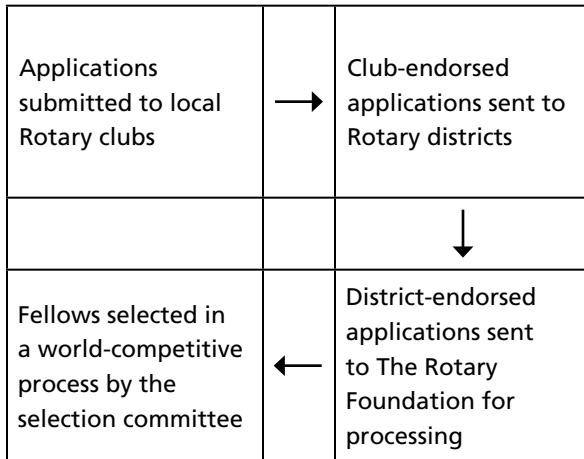 Applications
submitted to local
Rotary clubs
Club-endorsed
applications sent to
Rotary districts
District-endorsed
applications sent
to The Rotary
Foundation for
processing
Fellows selected in
a world-competitive
process by the
selection committee